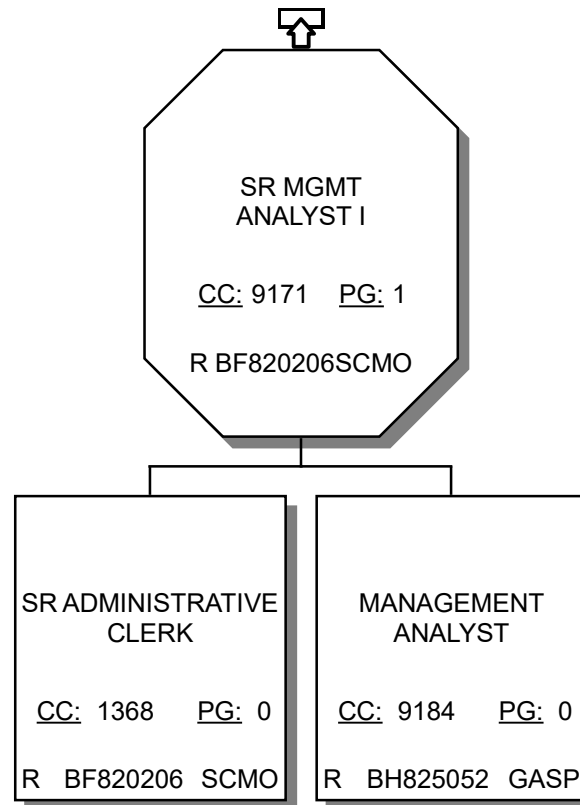 SR MGMT
ANALYST I
CC: 9171 PG: 1
R BF820206SCMO
SR ADMINISTRATIVE
CLERK
CC: 1368 PG: 0
R BF820206 SCMO
MANAGEMENT
ANALYST
CC: 9184 PG: 0
R BH825052 GASP